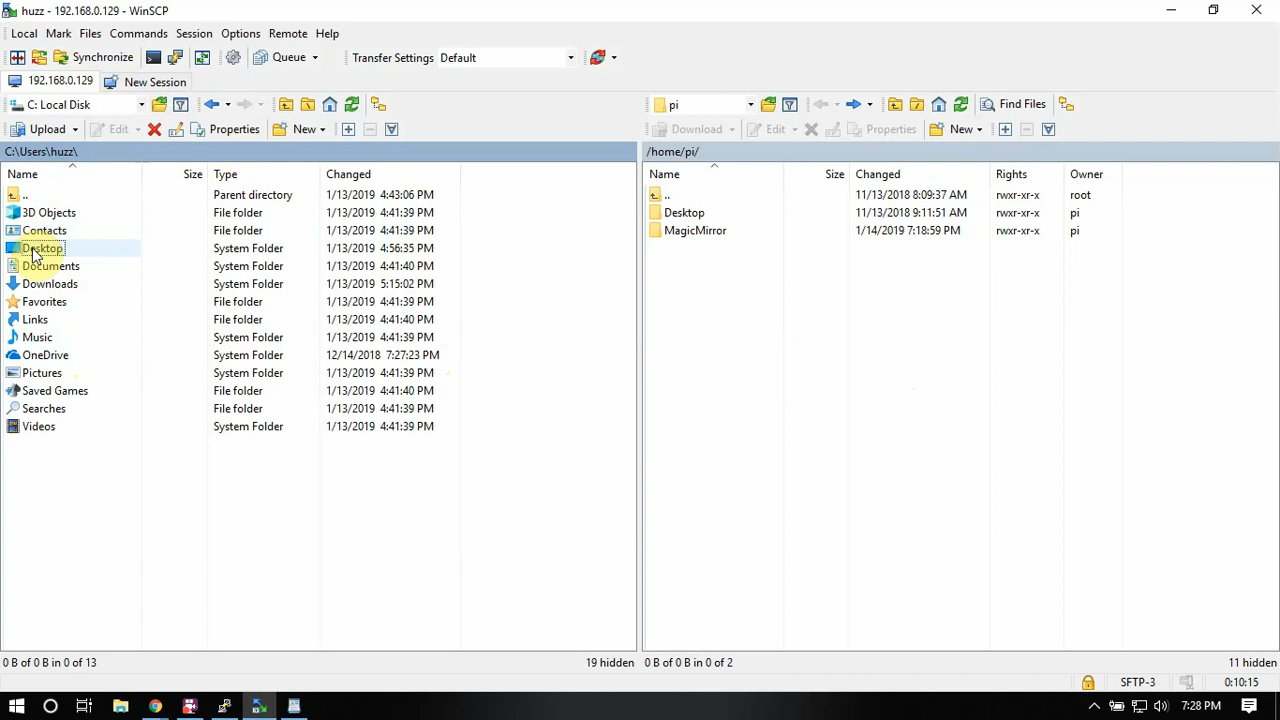 huzz - 192.168.0.129 - WinSCP
Local Mark Files Commands Session Options Remote Help
Synchronize Queue Transfer Settings Default
192.168.0.129 New Session
C: Local Disk pi Find Files
Upload Edit Properties New Download Edit Properties New
C:\Users\huzz\ /home/pi/
Name Size Type Changed Name Size Changed Rights Owner
.. Parent directory 1/13/2019 4:43:06 PM .. 11/13/2018 8:09:37 AM rwxr-xr-x root
3D Objects File folder 1/13/2019 4:41:39 PM Desktop 11/13/2018 9:11:51 AM rwxr-xr-x pi
Contacts File folder 1/13/2019 4:41:39 PM MagicMirror 1/14/2019 7:18:59 PM rwxr-xr-x pi
Desktop System Folder 1/13/2019 4:56:35 PM
Documents System Folder 1/13/2019 4:41:40 PM
Downloads System Folder 1/13/2019 5:15:02 PM
Favorites File folder 1/13/2019 4:41:39 PM
Links File folder 1/13/2019 4:41:40 PM
Music System Folder 1/13/2019 4:41:39 PM
OneDrive System Folder 12/14/2018 7:27:23 PM
Pictures System Folder 1/13/2019 4:41:39 PM
Saved Games File folder 1/13/2019 4:41:40 PM
Searches File folder 1/13/2019 4:41:39 PM
Videos System Folder 1/13/2019 4:41:39 PM
0 B of 0 B in 0 of 13 19 hidden 0 B of 0 B in 0 of 2 11 hidden
SFTP-3 0:10:15
7:28 PM